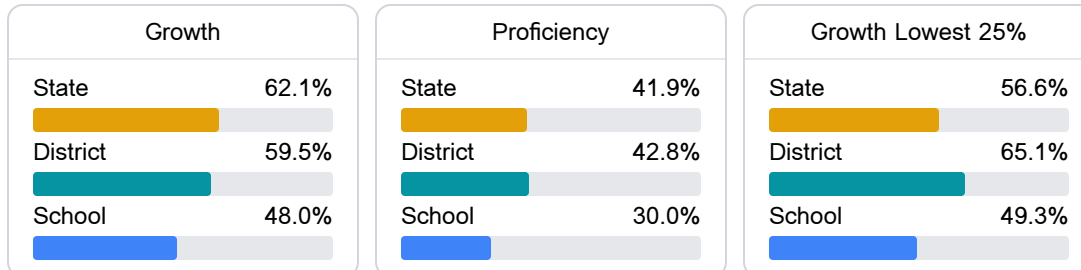 Growth
State 62.1%
District 59.5%
School 48.0%
Proficiency
State 41.9%
District 42.8%
School 30.0%
Growth Lowest 25%
State 56.6%
District 65.1%
School 49.3%